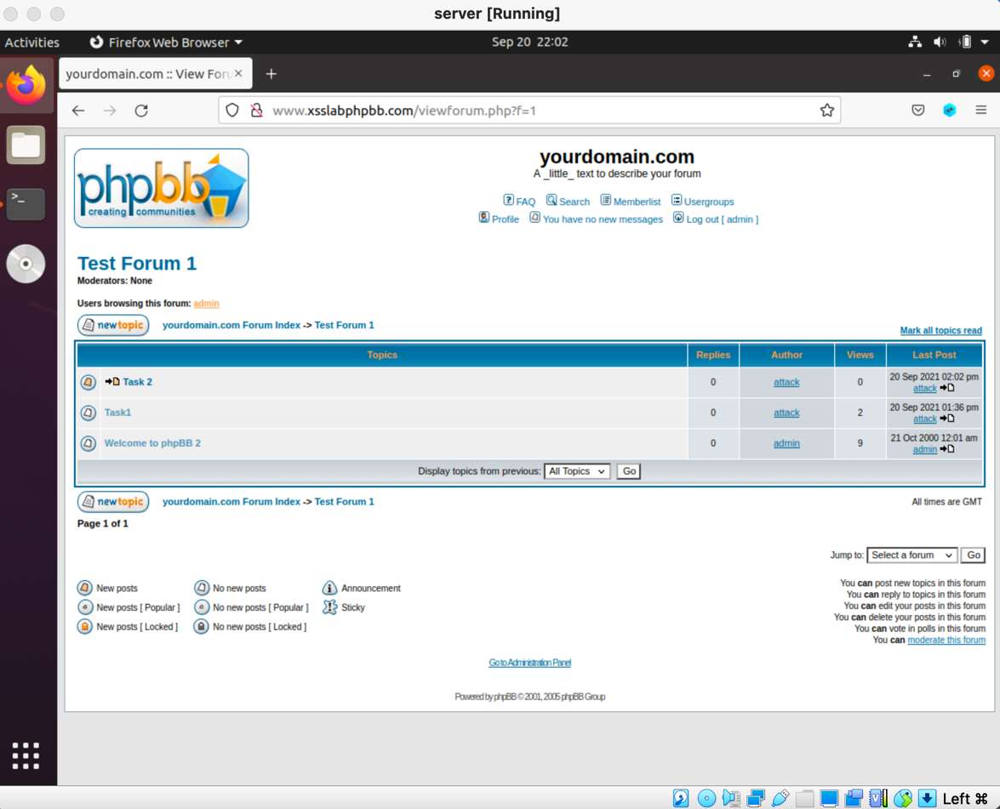 server [Running]
Activities Firefox Web Browser Sep 20 22:02
yourdomain.com :: View Foru
www.xsslabphpbb.com/viewforum.php?f=1
phpbb
creating communities
yourdomain.com
A _little_ text to describe your forum
FAQ Search Memberlist Usergroups
Profile You have no new messages Log out [ admin ]
Test Forum 1
Moderators: None
Users browsing this forum: admin
newtopic yourdomain.com Forum Index -> Test Forum 1 Mark all topics read
Topics Replies Author Views Last Post
Task 2 0 attack 0 20 Sep 2021 02:02 pm
attack
Task1 0 attack 2 20 Sep 2021 01:36 pm
attack
Welcome to phpBB 2 0 admin 9 21 Oct 2000 12:01 am
admin
Display topics from previous: All Topics Go
newtopic yourdomain.com Forum Index -> Test Forum 1 All times are GMT
Page 1 of 1
Jump to: Select a forum Go
New posts No new posts Announcement
New posts [ Popular ] No new posts [ Popular ] Sticky
New posts [ Locked ] No new posts [ Locked ]
You can post new topics in this forum
You can reply to topics in this forum
You can edit your posts in this forum
You can delete your posts in this forum
You can vote in polls in this forum
You can moderate this forum
Go to Administration Panel
Powered by phpBB © 2001, 2005 phpBB Group
Left ⌘